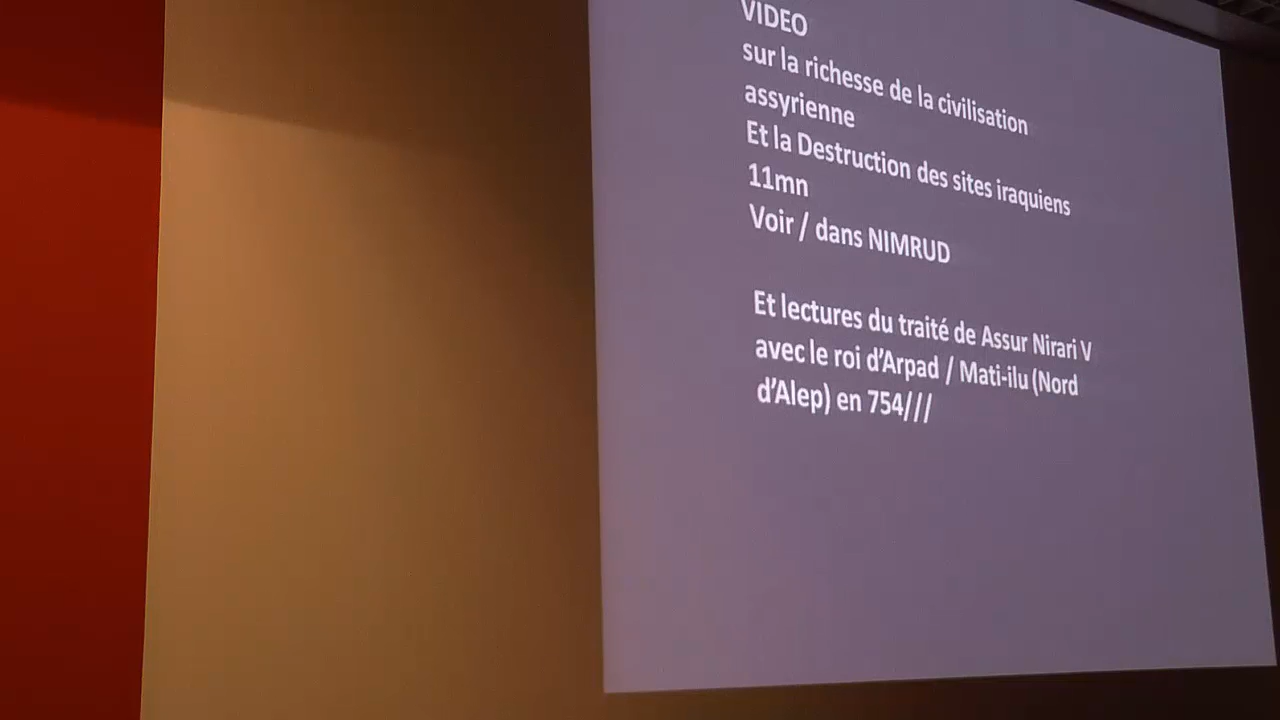 VIDEO
sur la richesse de la civilisation
assyrienne
Et la Destruction des sites iraquiens
11mn
Voir / dans NIMRUD
Et lectures du traité de Assur Nirari V
avec le roi d’Arpad / Mati-ilu (Nord
d’Alep) en 754///